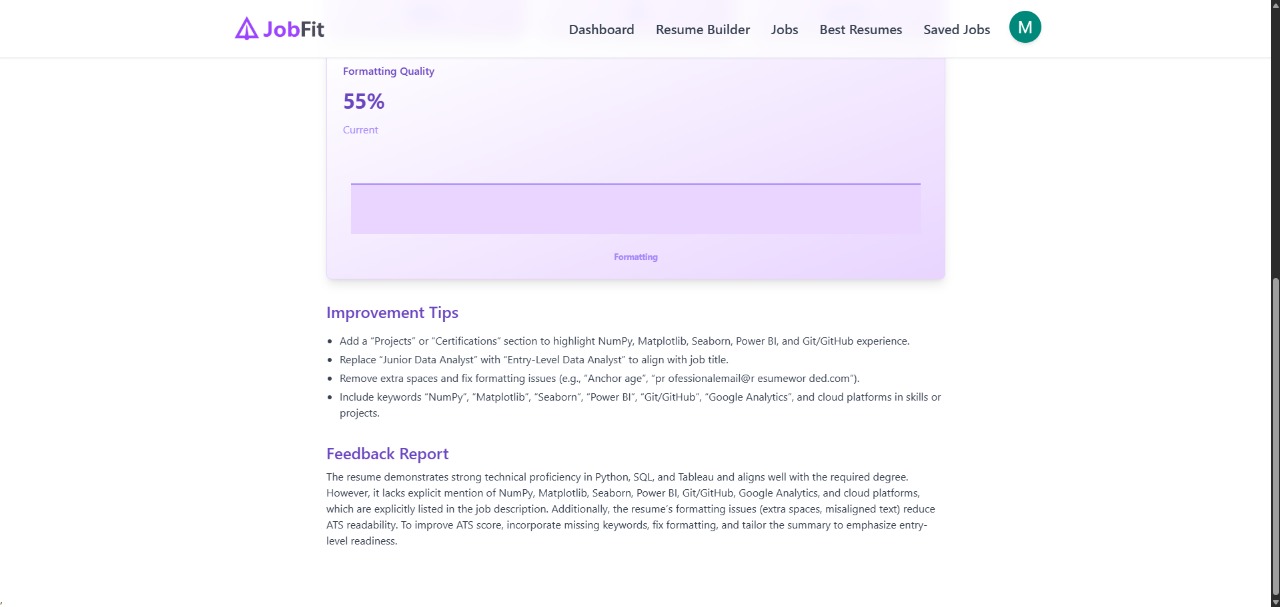 JobFit
Dashboard
Resume Builder
Jobs
Best Resumes
Saved Jobs
M
Formatting Quality
55%
Current
Formatting
Improvement Tips
• Add a “Projects” or “Certifications” section to highlight NumPy, Matplotlib, Seaborn, Power BI, and Git/GitHub experience.
• Replace “Junior Data Analyst” with “Entry-Level Data Analyst” to align with job title.
• Remove extra spaces and fix formatting issues (e.g., “Anchor age”, “pr ofessionalemail@r esumewor ded.com”).
• Include keywords “NumPy”, “Matplotlib”, “Seaborn”, “Power BI”, “Git/GitHub”, “Google Analytics”, and cloud platforms in skills or
projects.
Feedback Report
The resume demonstrates strong technical proficiency in Python, SQL, and Tableau and aligns well with the required degree.
However, it lacks explicit mention of NumPy, Matplotlib, Seaborn, Power BI, Git/GitHub, Google Analytics, and cloud platforms,
which are explicitly listed in the job description. Additionally, the resume’s formatting issues (extra spaces, misaligned text) reduce
ATS readability. To improve ATS score, incorporate missing keywords, fix formatting, and tailor the summary to emphasize entry-
level readiness.